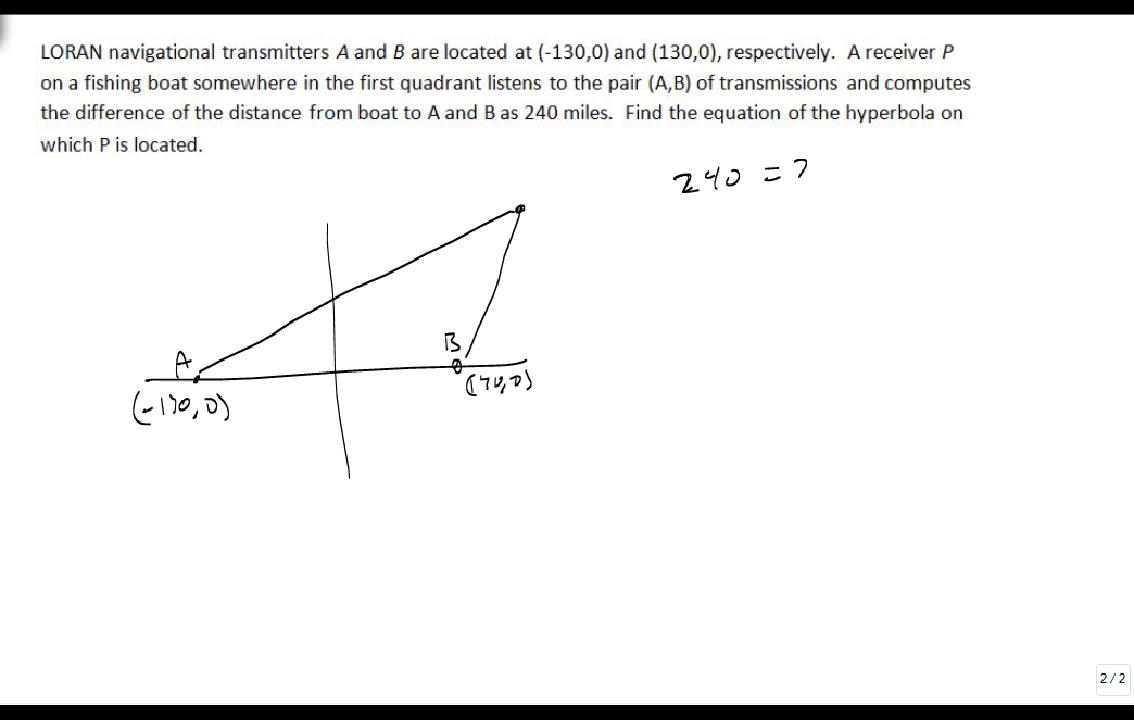 LORAN navigational transmitters A and B are located at (-130,0) and (130,0), respectively. A receiver P
on a fishing boat somewhere in the first quadrant listens to the pair (A,B) of transmissions and computes
the difference of the distance from boat to A and B as 240 miles. Find the equation of the hyperbola on
which P is located.
240 = 2
B
A
(-130,0)
2/2